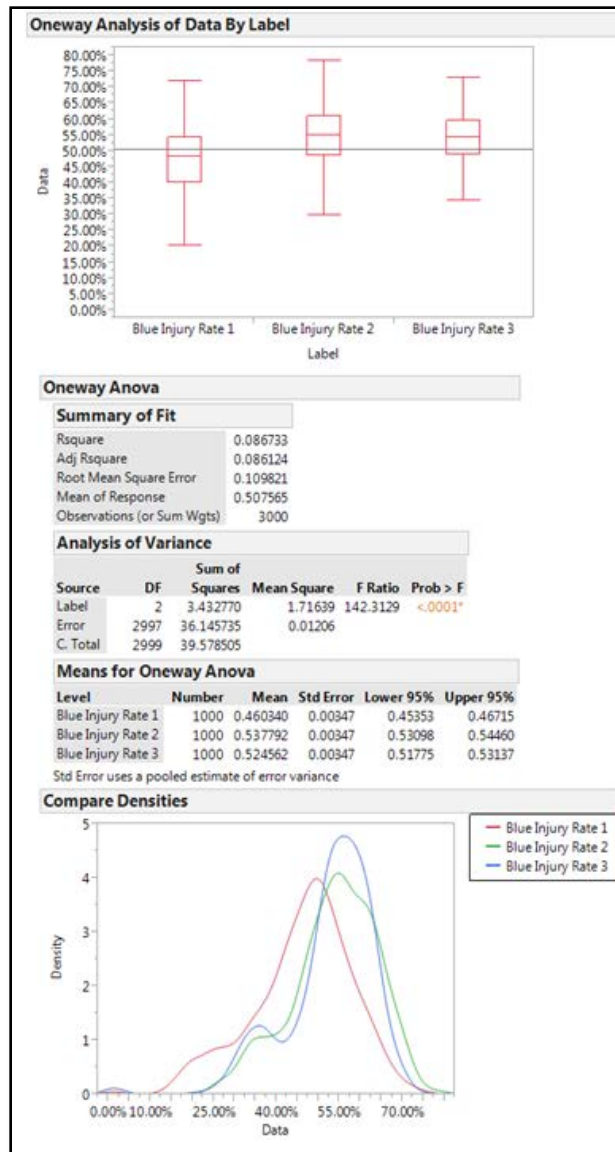 Oneway Analysis of Data By Label
80.00%
75.00%
70.00%
65.00%
60.00%
55.00%
50.00%
45.00%
40.00%
35.00%
30.00%
25.00%
20.00%
15.00%
10.00%
5.00%
0.00%
Data
Blue Injury Rate 1 Blue Injury Rate 2 Blue Injury Rate 3
Label
Oneway Anova
Summary of Fit
Rsquare 0.086733
Adj Rsquare 0.086124
Root Mean Square Error 0.109821
Mean of Response 0.507565
Observations (or Sum Wgts) 3000
Analysis of Variance
Sum of
Source DF Squares Mean Square F Ratio Prob > F
Label 2 3.432770 1.71639 142.3129 <.0001*
Error 2997 36.145735 0.01206
C. Total 2999 39.578505
Means for Oneway Anova
Level Number Mean Std Error Lower 95% Upper 95%
Blue Injury Rate 1 1000 0.460340 0.00347 0.45353 0.46715
Blue Injury Rate 2 1000 0.537792 0.00347 0.53098 0.54460
Blue Injury Rate 3 1000 0.524562 0.00347 0.51775 0.53137
Std Error uses a pooled estimate of error variance
Compare Densities
Blue Injury Rate 1
Blue Injury Rate 2
Blue Injury Rate 3
5
4
3
2
1
0
Density
0.00% 10.00% 25.00% 40.00% 55.00% 70.00%
Data